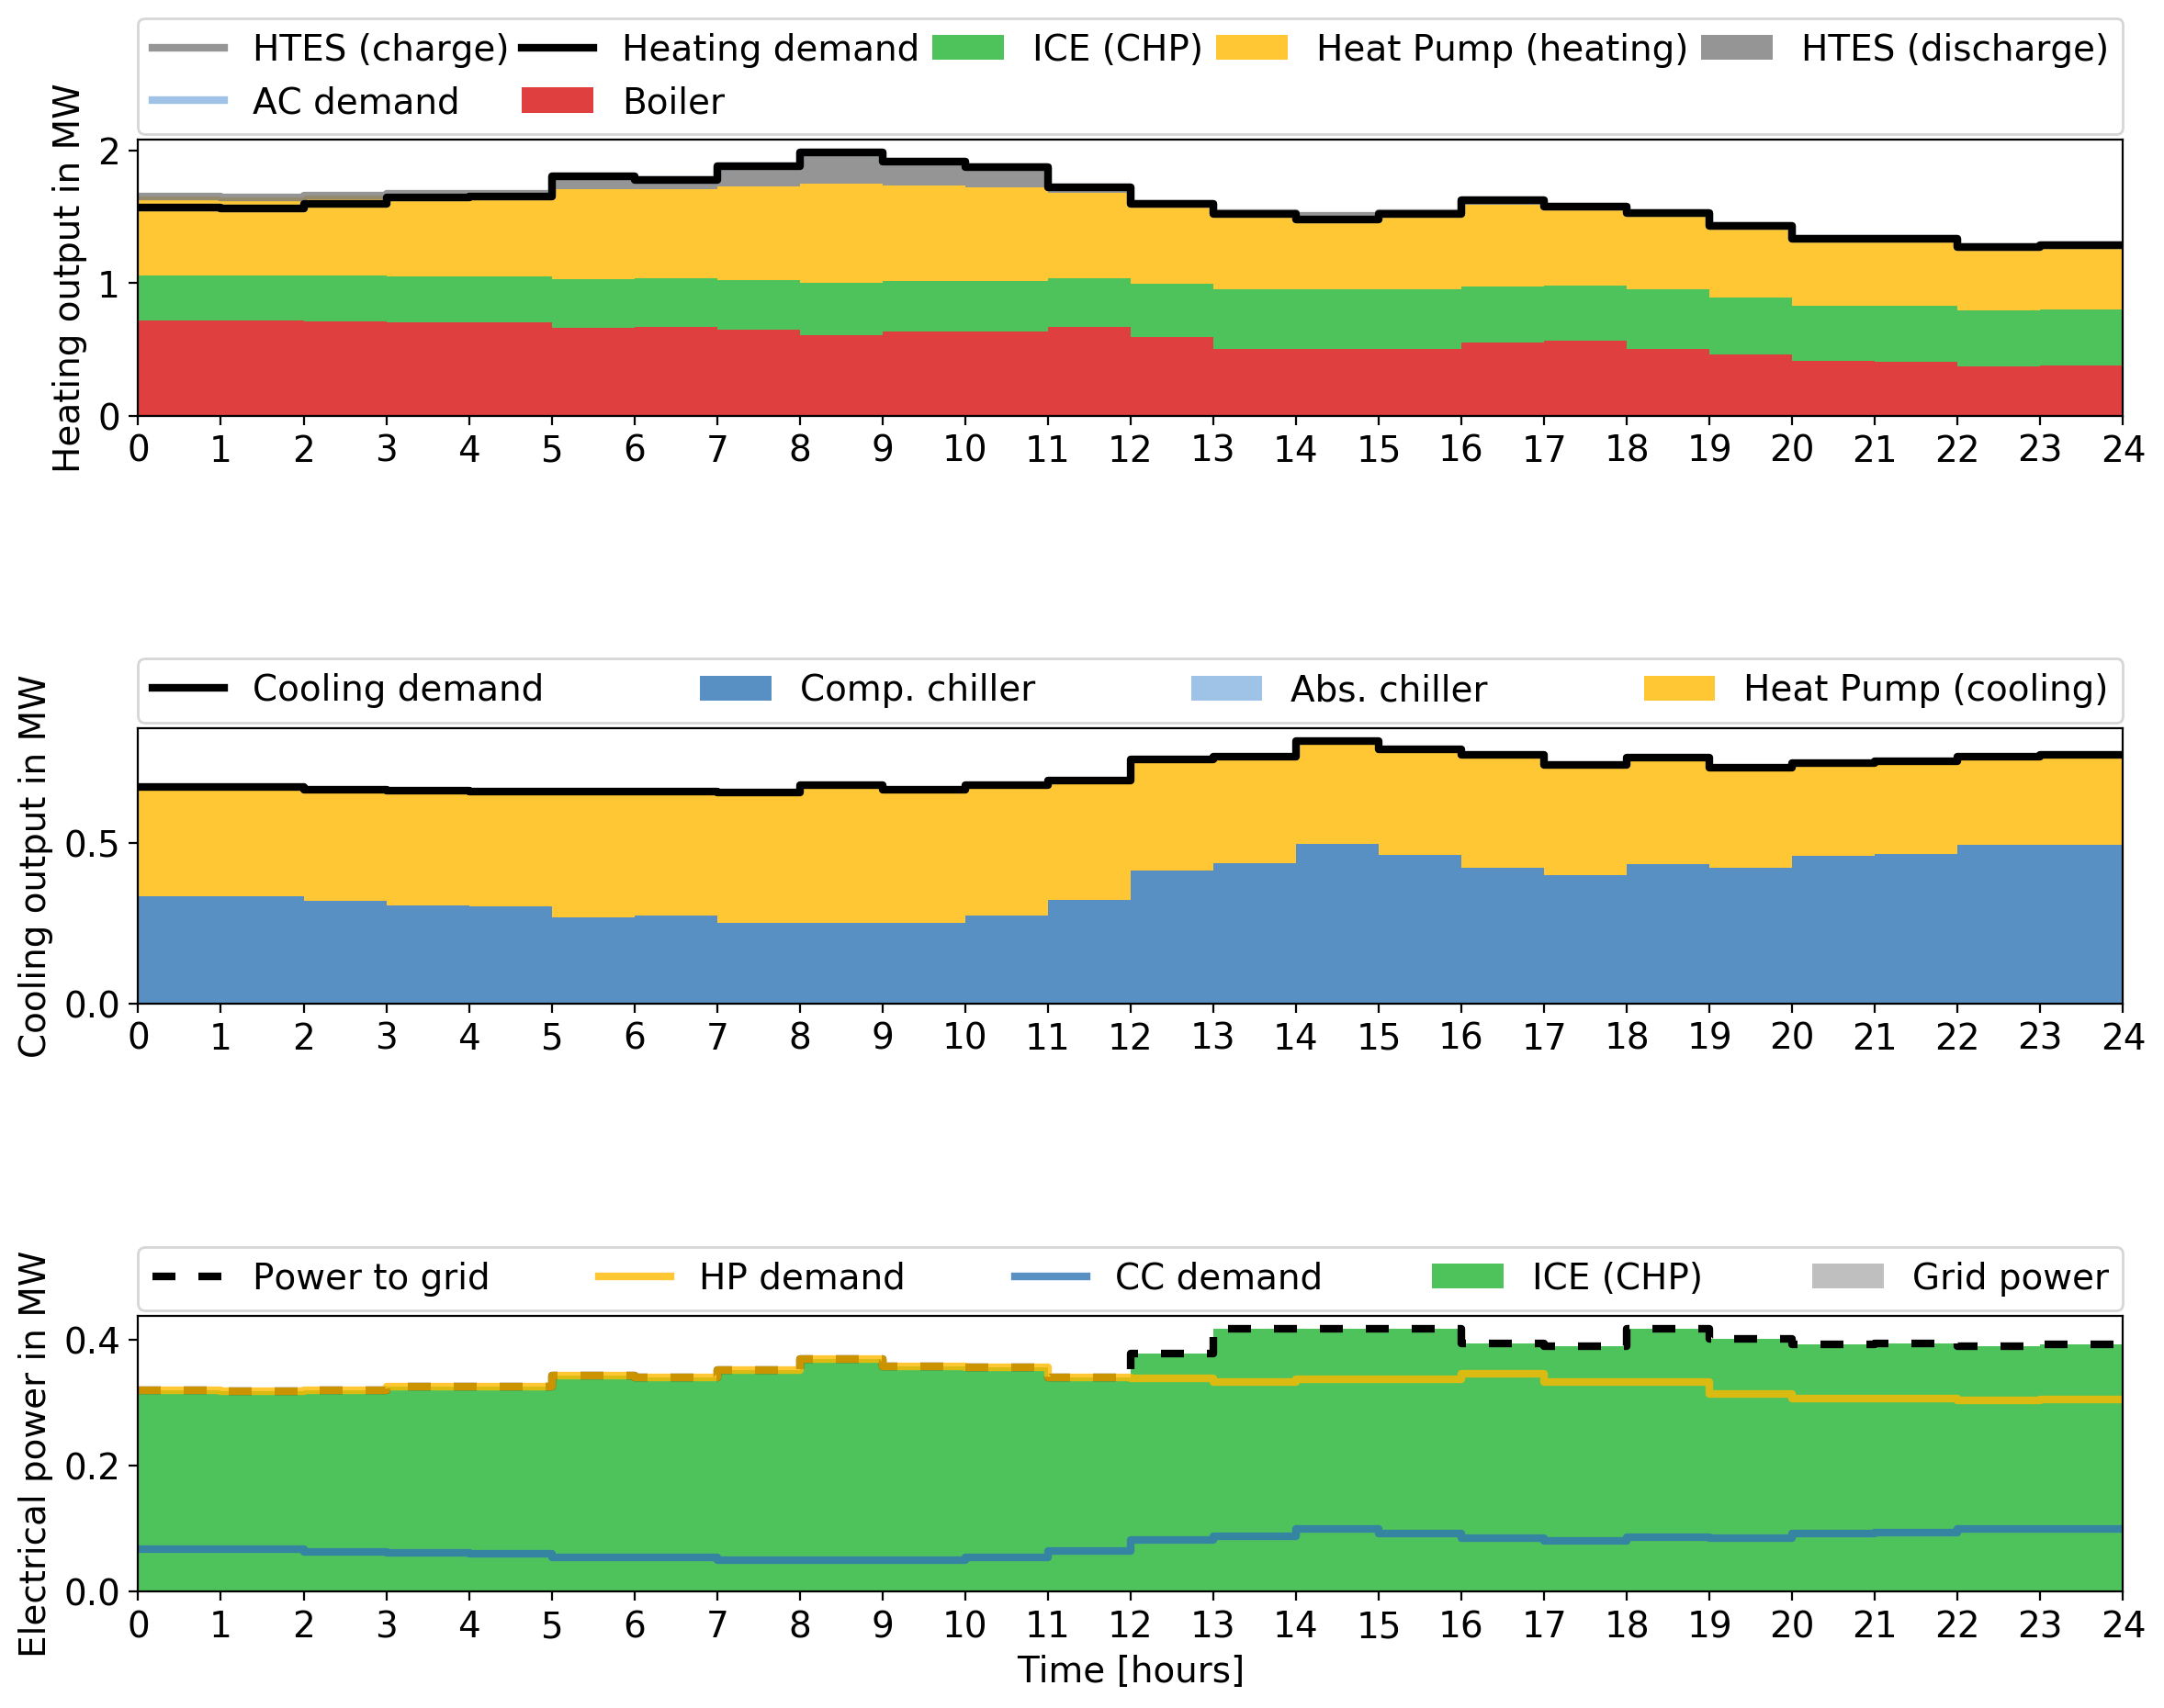 HTES (charge) Heating demand ICE (CHP) Heat Pump (heating) HTES (discharge)
AC demand Boiler
Heating output in MW
2
1
0
0 1 2 3 4 5 6 7 8 9 10 11 12 13 14 15 16 17 18 19 20 21 22 23 24
Cooling demand Comp. chiller Abs. chiller Heat Pump (cooling)
Cooling output in MW
0.5
0.0
0 1 2 3 4 5 6 7 8 9 10 11 12 13 14 15 16 17 18 19 20 21 22 23 24
Power to grid HP demand CC demand ICE (CHP) Grid power
Electrical power in MW
0.4
0.2
0.0
0 1 2 3 4 5 6 7 8 9 10 11 12 13 14 15 16 17 18 19 20 21 22 23 24
Time [hours]